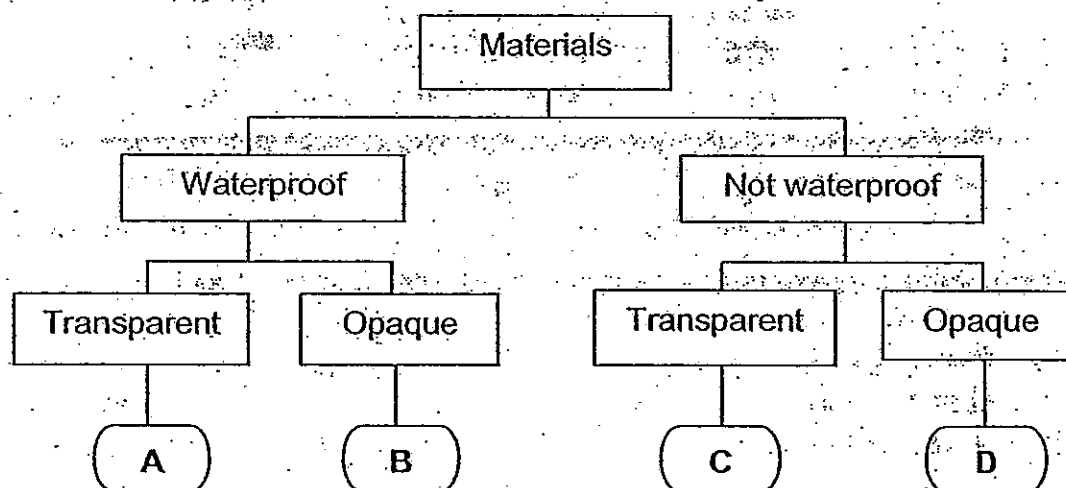 Materials
Waterproof Not waterproof
Transparent Opaque Transparent Opaque
A B C D